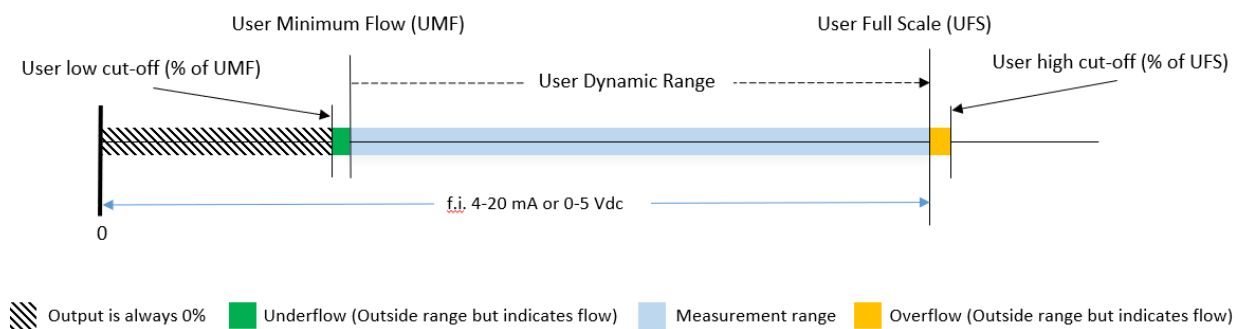 User Minimum Flow (UMF)
User Full Scale (UFS)
User low cut-off (% of UMF)
User Dynamic Range
User high cut-off (% of UFS)
f.i. 4-20 mA or 0-5 Vdc
0
Output is always 0%
Underflow (Outside range but indicates flow)
Measurement range
Overflow (Outside range but indicates flow)